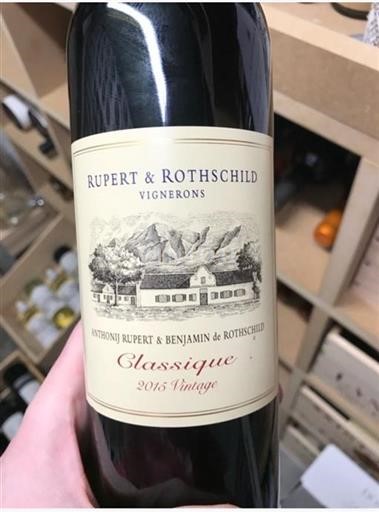 RUPERT & ROTHSCHILD
VIGNERONS
ANTHONIJ RUPERT & BENJAMIN de ROTHSCHILD
Classique
2015 Vintage